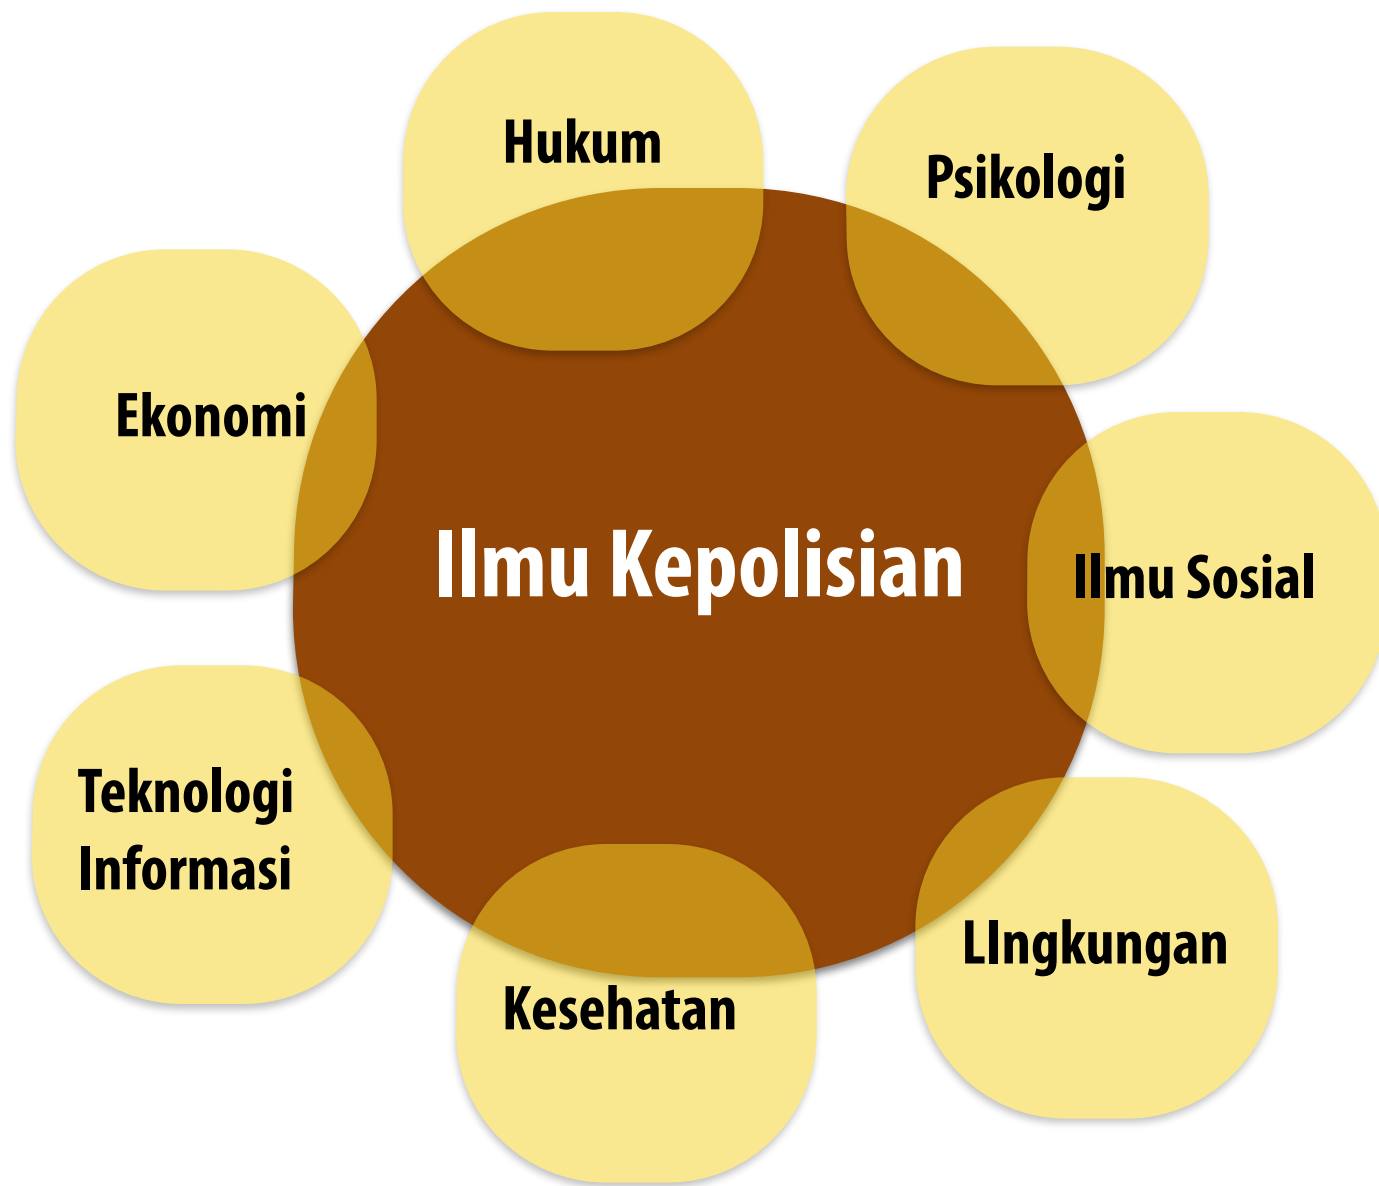 Hukum
Psikologi
Ekonomi
Ilmu Kepolisian
Ilmu Sosial
Teknologi
Informasi
LIngkungan
Kesehatan